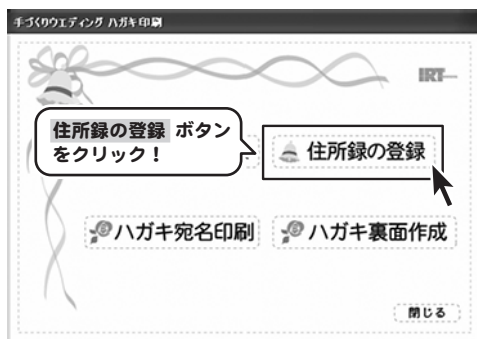 手づくりウエディング ハガキ印刷
IRT
住所録の登録 ボタン
をクリック！
住所録の登録
ハガキ宛名印刷
ハガキ裏面作成
閉じる